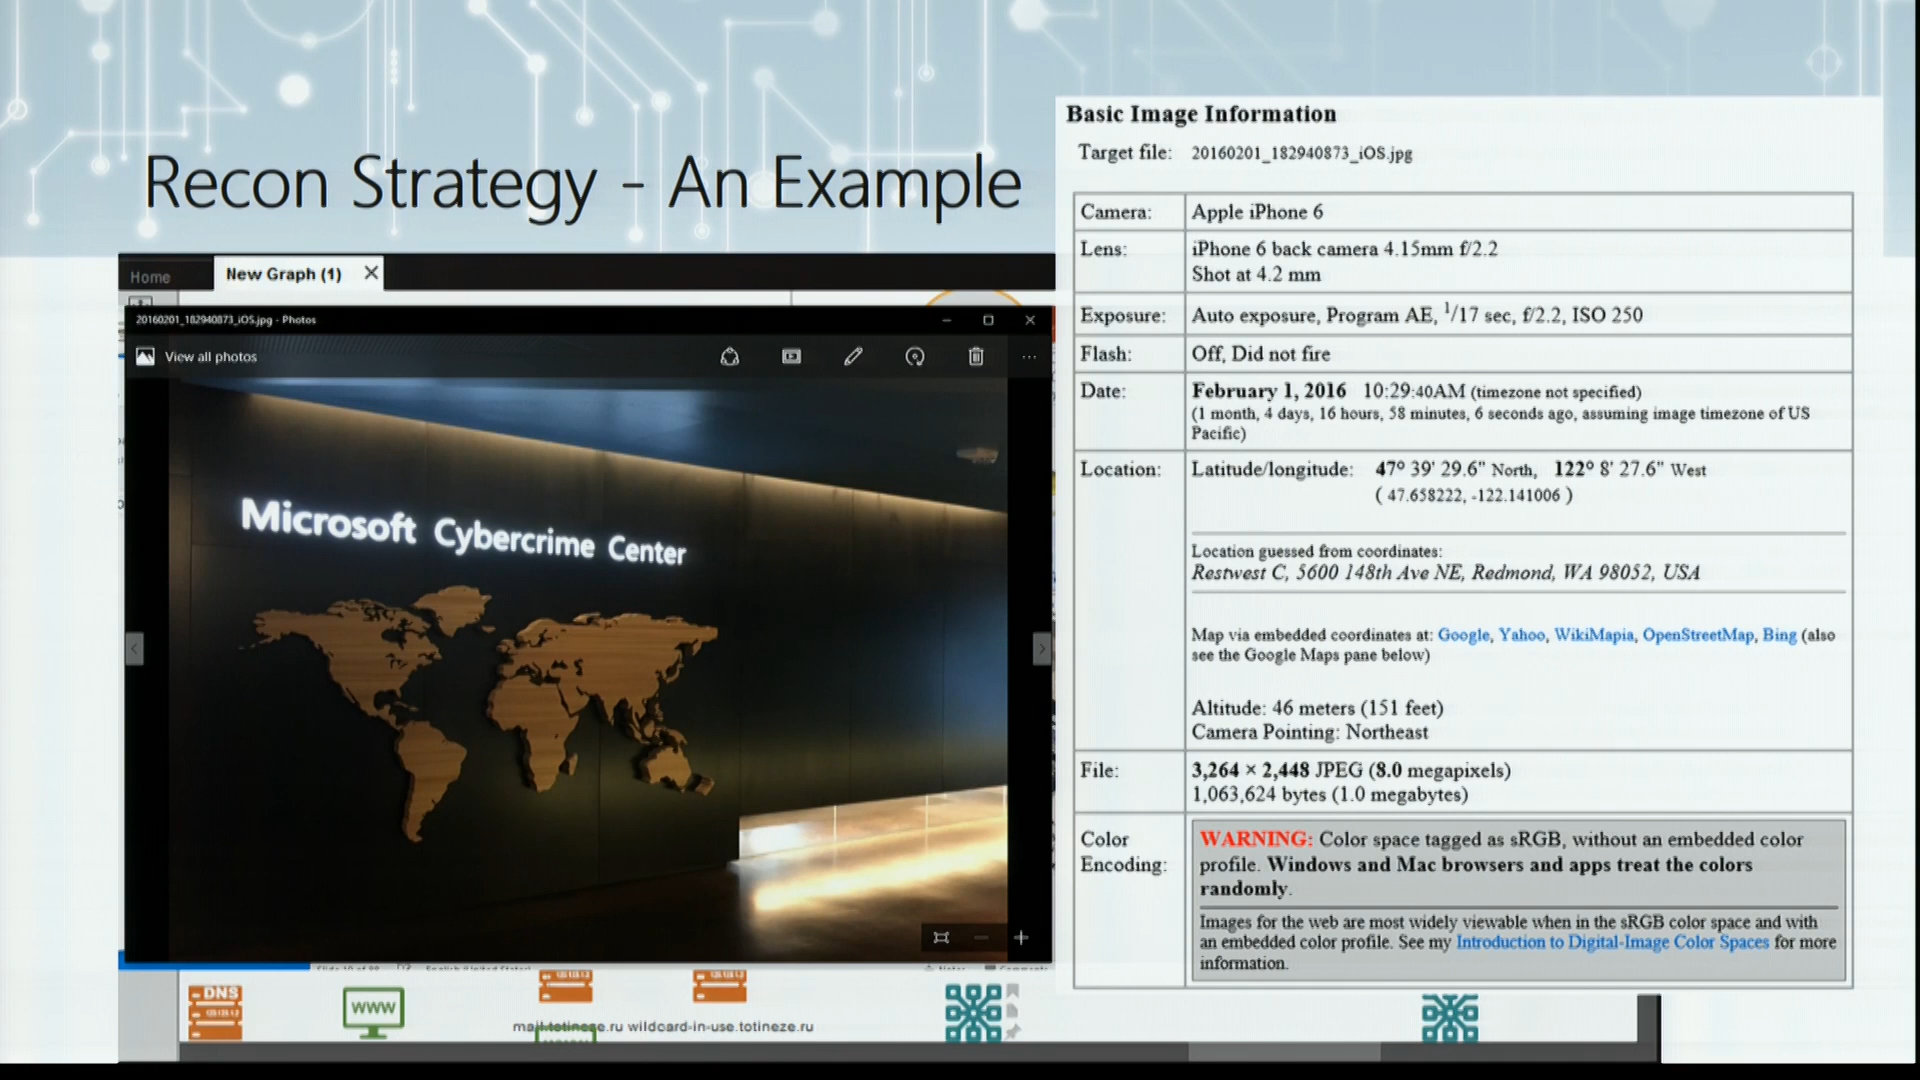 Recon Strategy - An Example
Home
New Graph (1)
20160201_182940873_iOS.jpg - Photos
View all photos
Microsoft Cybercrime Center
DNS
WWW
mail.totineze.ru wildcard-in-use.totineze.ru
Basic Image Information
Target file: 20160201_182940873_iOS.jpg
Camera: Apple iPhone 6
Lens: iPhone 6 back camera 4.15mm f/2.2
Shot at 4.2 mm
Exposure: Auto exposure, Program AE, 1/17 sec, f/2.2, ISO 250
Flash: Off, Did not fire
Date: February 1, 2016 10:29:40AM (timezone not specified)
(1 month, 4 days, 16 hours, 58 minutes, 6 seconds ago, assuming image timezone of US
Pacific)
Location: Latitude/longitude: 47° 39' 29.6" North, 122° 8' 27.6" West
( 47.658222, -122.141006 )
Location guessed from coordinates:
Restwest C, 5600 148th Ave NE, Redmond, WA 98052, USA
Map via embedded coordinates at: Google, Yahoo, WikiMapia, OpenStreetMap, Bing (also
see the Google Maps pane below)
Altitude: 46 meters (151 feet)
Camera Pointing: Northeast
File: 3,264 × 2,448 JPEG (8.0 megapixels)
1,063,624 bytes (1.0 megabytes)
Color
Encoding:
WARNING: Color space tagged as sRGB, without an embedded color
profile. Windows and Mac browsers and apps treat the colors
randomly.
Images for the web are most widely viewable when in the sRGB color space and with
an embedded color profile. See my Introduction to Digital-Image Color Spaces for more
information.